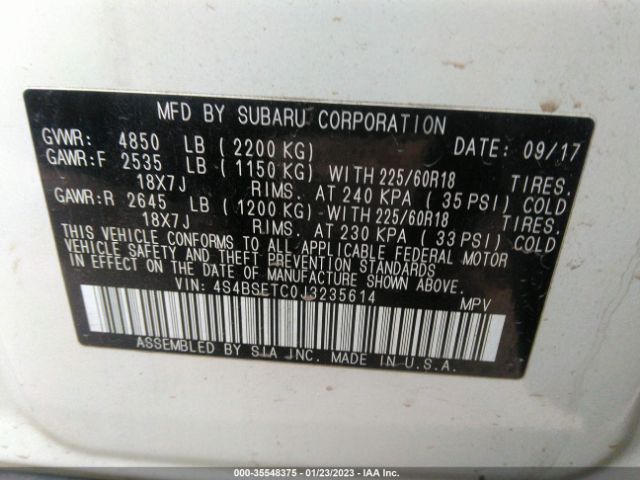 MFD BY SUBARU CORPORATION
GVWR: 4850 LB ( 2200 KG) DATE: 09/17
GAWR:F 2535 LB ( 1150 KG) WITH 225/60R18 TIRES.
18X7J RIMS. AT 240 KPA ( 35 PSI) COLD
GAWR:R 2645 LB ( 1200 KG) WITH 225/60R18 TIRES.
18X7J RIMS. AT 230 KPA ( 33 PSI) COLD
THIS VEHICLE CONFORMS TO ALL APPLICABLE FEDERAL MOTOR
VEHICLE SAFETY AND THEFT PREVENTION STANDARDS
IN EFFECT ON THE DATE OF MANUFACTURE SHOWN ABOVE.
VIN: 4S4BSETC0J3235614 MPV
ASSEMBLED BY SIA INC. MADE IN U.S.A.
000-35548375 - 01/23/2023 - IAA Inc.